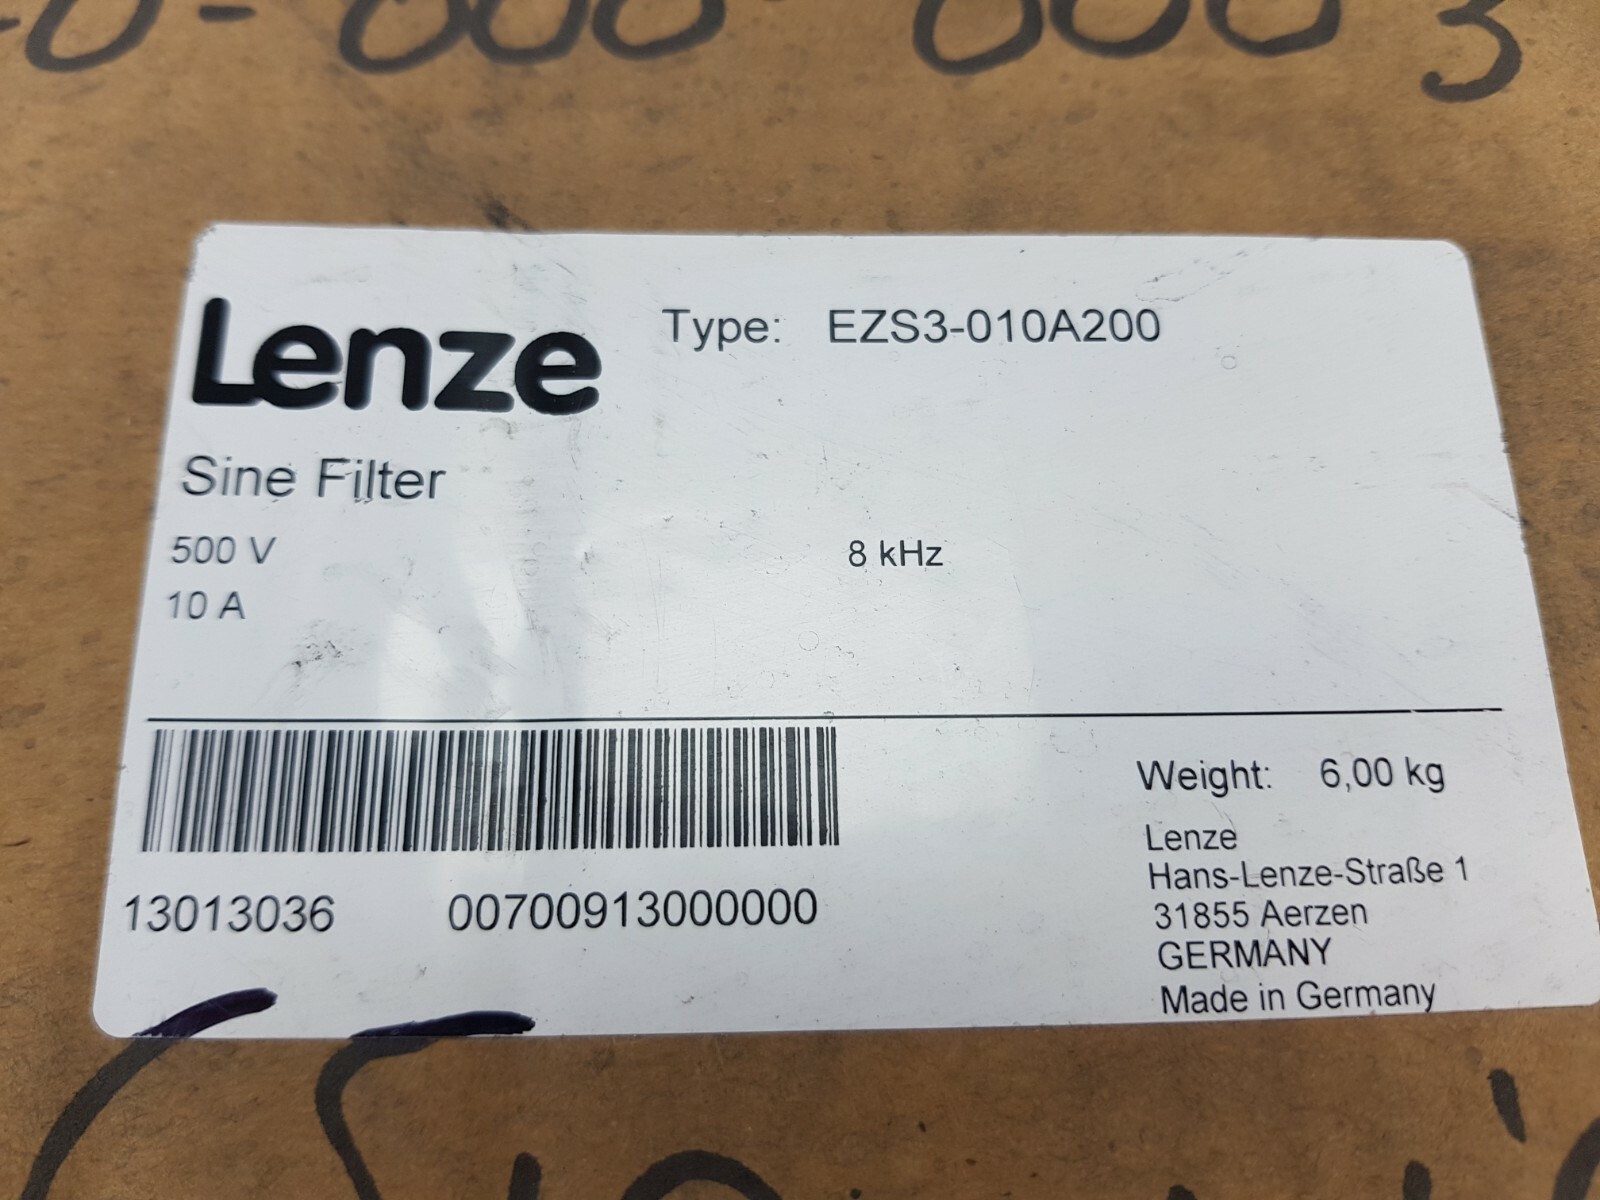 Lenze
Type: EZS3-010A200
Sine Filter
500 V
8 kHz
10 A
Weight: 6,00 kg
Lenze
Hans-Lenze-Straße 1
31855 Aerzen
GERMANY
Made in Germany
13013036 00700913000000